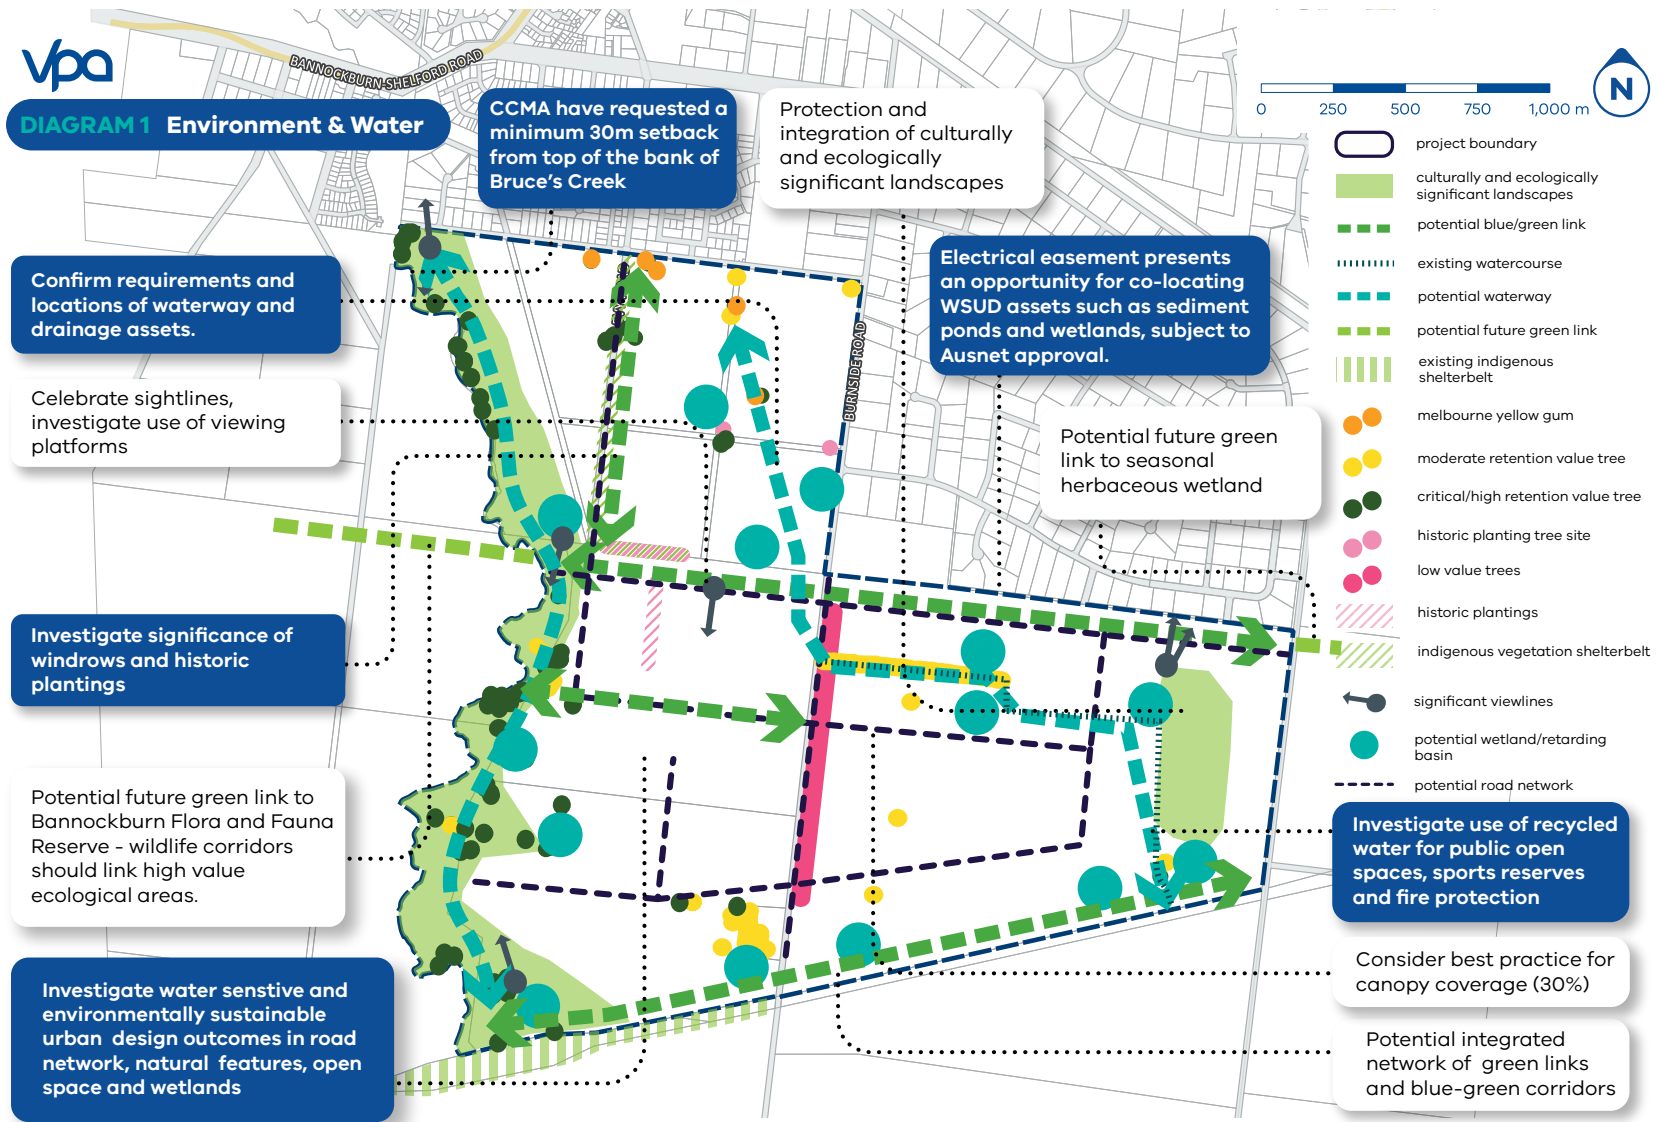 vpa
DIAGRAM 1 Environment & Water
BANNOCKBURN-SHELFORD ROAD
CCMA have requested a
minimum 30m setback
from top of the bank of
Bruce's Creek
Protection and
integration of culturally
and ecologically
significant landscapes
0 250 500 750 1,000 m
N
Confirm requirements and
locations of waterway and
drainage assets.
Electrical easement presents
an opportunity for co-locating
WSUD assets such as sediment
ponds and wetlands, subject to
Ausnet approval.
BURNSIDE ROAD
Celebrate sightlines,
investigate use of viewing
platforms
Potential future green
link to seasonal
herbaceous wetland
Investigate significance of
windrows and historic
plantings
Potential future green link to
Bannockburn Flora and Fauna
Reserve - wildlife corridors
should link high value
ecological areas.
Investigate water senstive and
environmentally sustainable
urban design outcomes in road
network, natural features, open
space and wetlands
project boundary
culturally and ecologically
significant landscapes
potential blue/green link
existing watercourse
potential waterway
potential future green link
existing indigenous
shelterbelt
melbourne yellow gum
moderate retention value tree
critical/high retention value tree
historic planting tree site
low value trees
historic plantings
indigenous vegetation shelterbelt
significant viewlines
potential wetland/retarding
basin
potential road network
Investigate use of recycled
water for public open
spaces, sports reserves
and fire protection
Consider best practice for
canopy coverage (30%)
Potential integrated
network of green links
and blue-green corridors